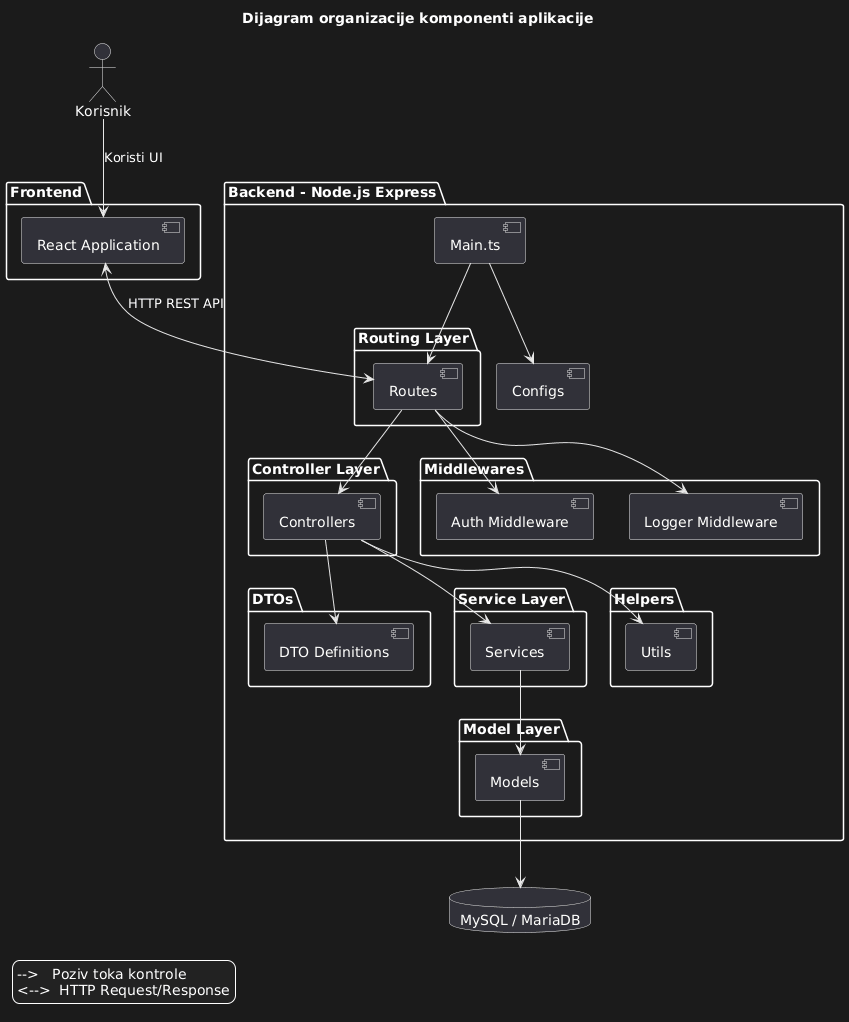 Dijagram organizacije komponenti aplikacije
Korisnik
Koristi UI
Frontend
React Application
HTTP REST API
Backend - Node.js Express
Main.ts
Routing Layer
Routes
Configs
Controller Layer
Controllers
Middlewares
Auth Middleware
Logger Middleware
DTOs
DTO Definitions
Service Layer
Services
Helpers
Utils
Model Layer
Models
MySQL / MariaDB
--> Poziv toka kontrole
<--> HTTP Request/Response